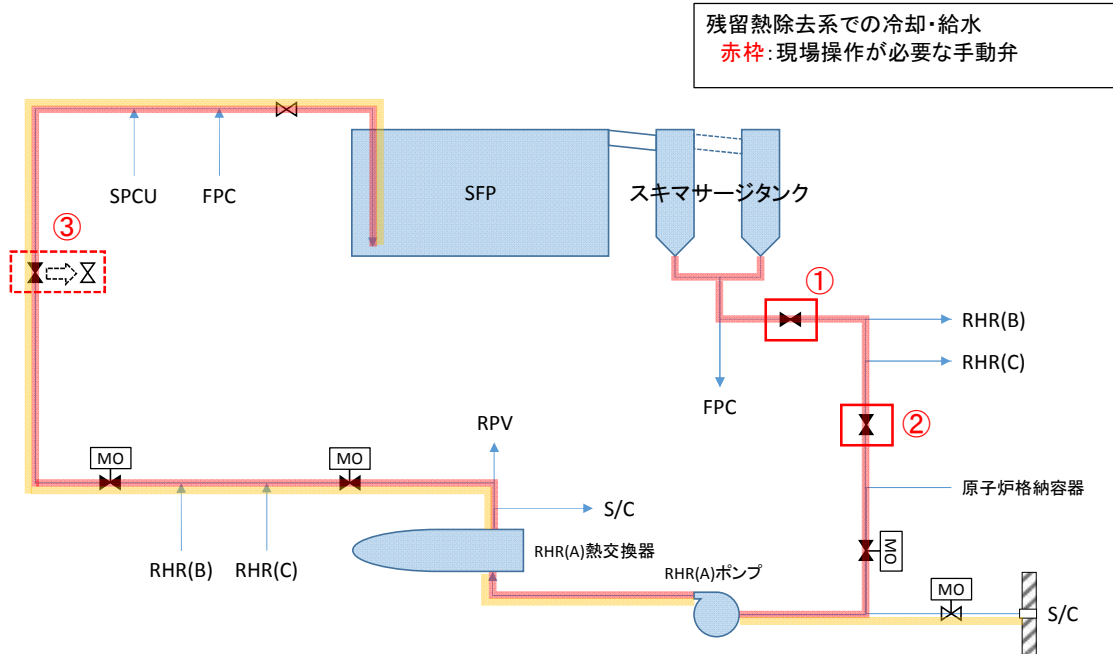 残留熱除去系での冷却・給水
赤枠:現場操作が必要な手動弁
SPCU
FPC
SFP
スキマサージタンク
③
①
RHR(B)
RHR(C)
FPC
②
RPV
MO
MO
原子炉格納容器
S/C
RHR(A)熱交換器
MO
RHR(B)
RHR(C)
RHR(A)ポンプ
MO
S/C